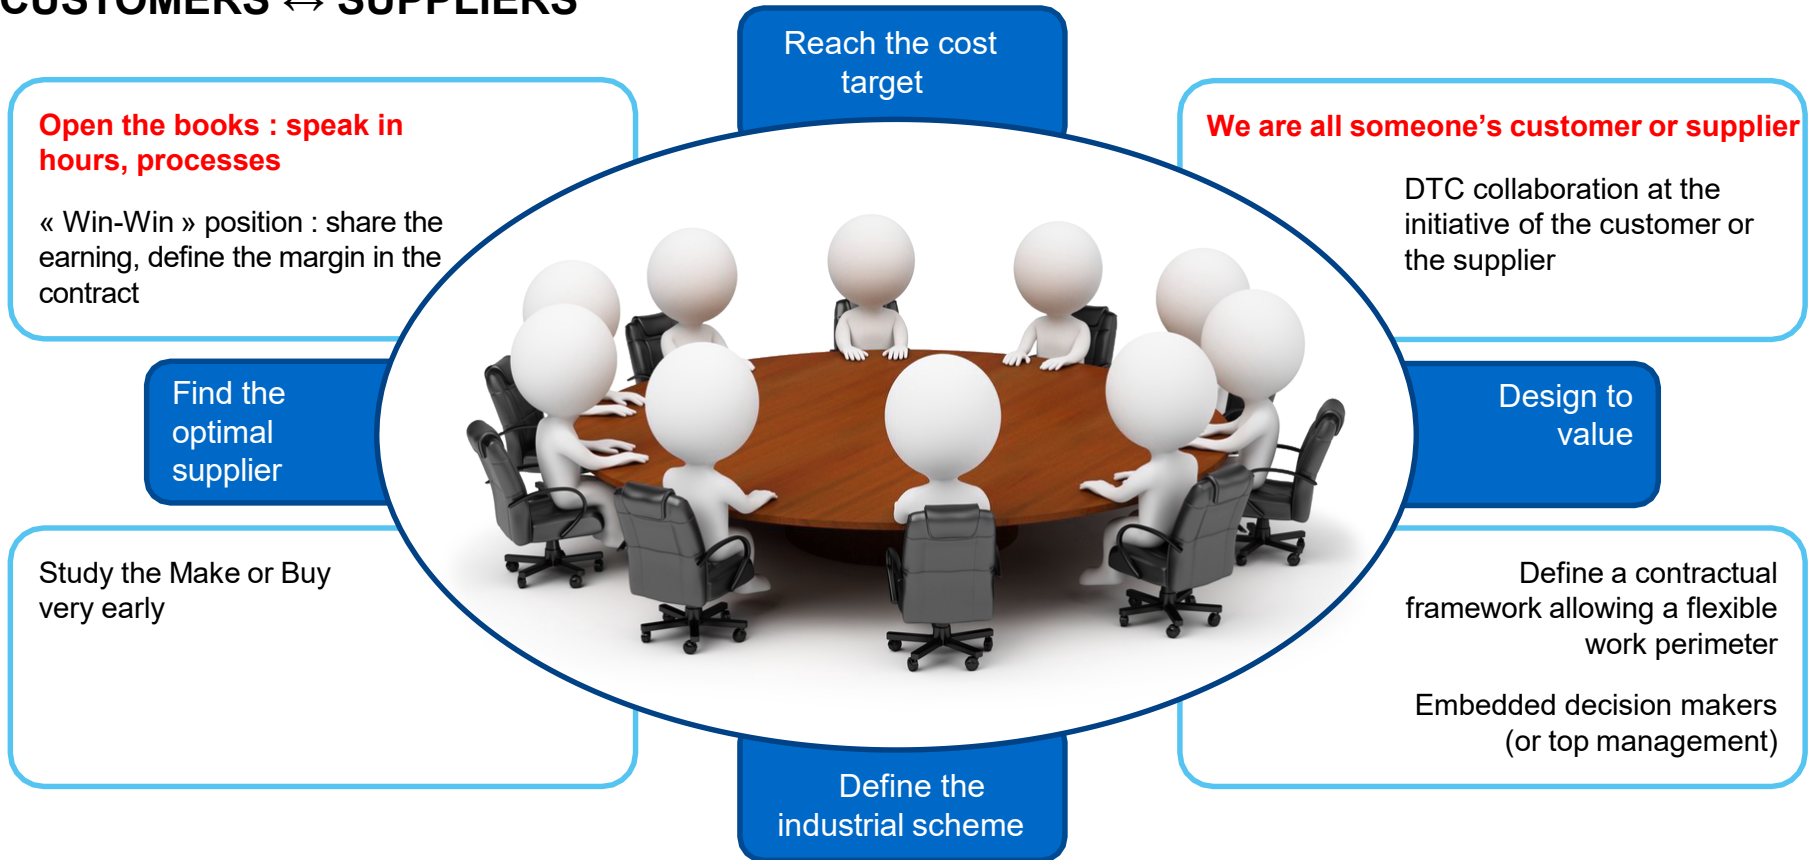 CUSTOMERS ↔ SUPPLIERS
Reach the cost
target
Open the books : speak in
hours, processes
« Win-Win » position : share the
earning, define the margin in the
contract
We are all someone’s customer or supplier
DTC collaboration at the
initiative of the customer or
the supplier
Find the
optimal
supplier
Design to
value
Study the Make or Buy
very early
Define a contractual
framework allowing a flexible
work perimeter
Embedded decision makers
(or top management)
Define the
industrial scheme